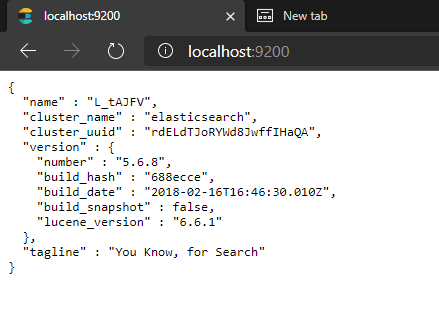 localhost:9200
New tab
localhost:9200
{
  "name" : "L_tAJFV",
  "cluster_name" : "elasticsearch",
  "cluster_uuid" : "rdELdTJoRYWd8JwffIHaQA",
  "version" : {
    "number" : "5.6.8",
    "build_hash" : "688ecce",
    "build_date" : "2018-02-16T16:46:30.010Z",
    "build_snapshot" : false,
    "lucene_version" : "6.6.1"
  },
  "tagline" : "You Know, for Search"
}